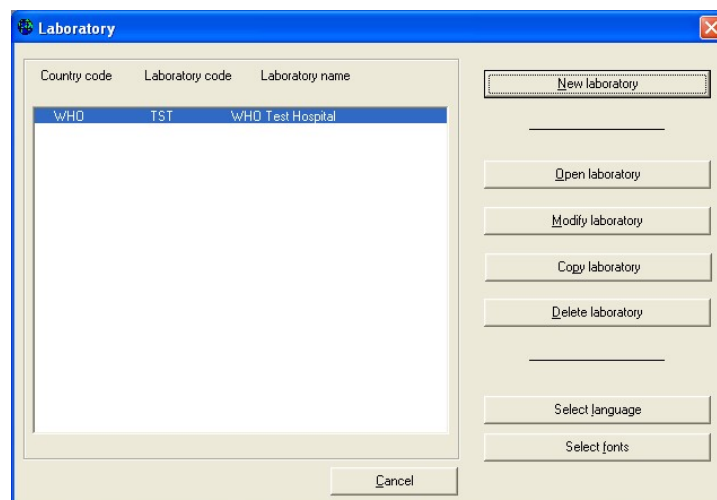 Laboratory
Country code Laboratory code Laboratory name
WHO TST WHO Test Hospital
New laboratory
Open laboratory
Modify laboratory
Copy laboratory
Delete laboratory
Select language
Select fonts
Cancel